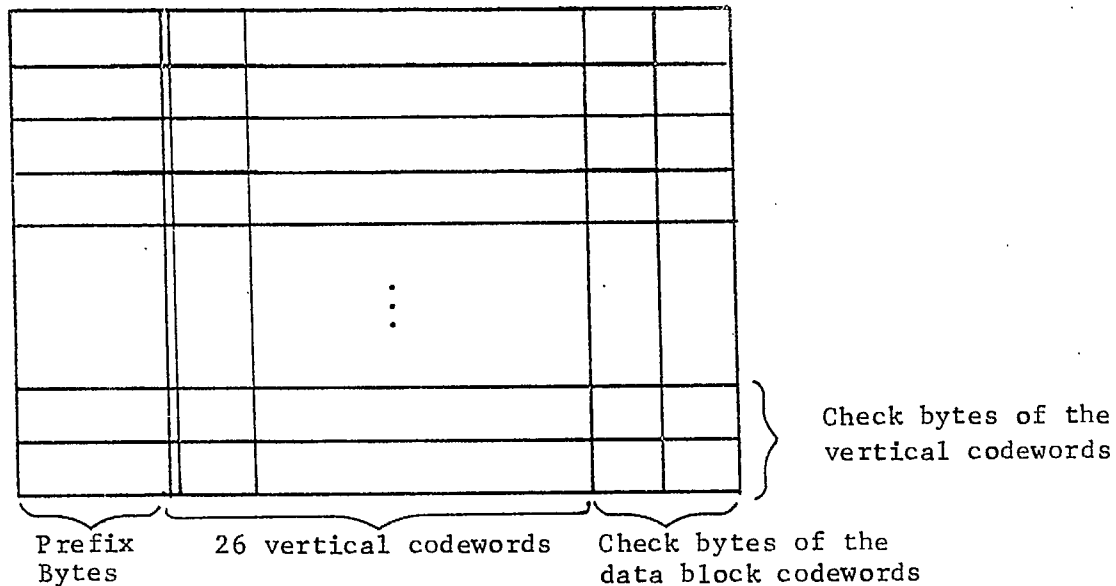 Check bytes of the
vertical codewords
Prefix
Bytes
26 vertical codewords
Check bytes of the
data block codewords